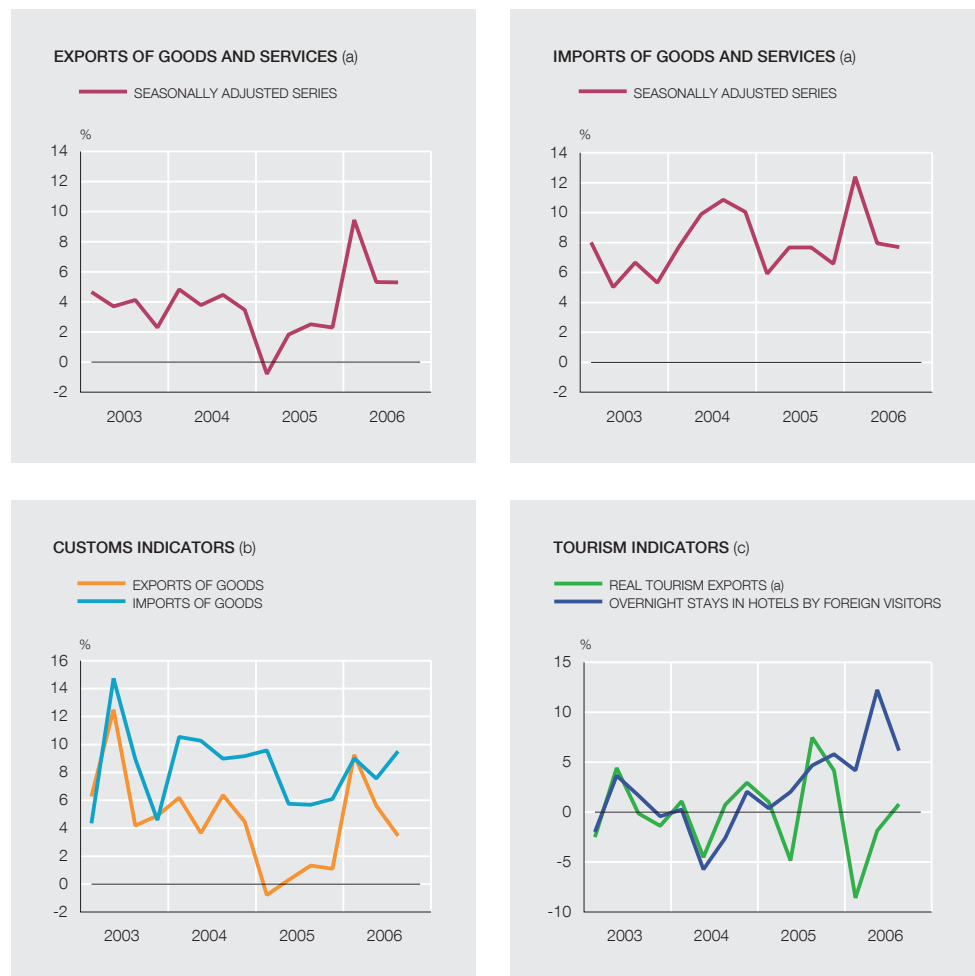 EXPORTS OF GOODS AND SERVICES (a)
SEASONALLY ADJUSTED SERIES
%
14
12
10
8
6
4
2
0
-2
2003 2004 2005 2006
IMPORTS OF GOODS AND SERVICES (a)
SEASONALLY ADJUSTED SERIES
%
14
12
10
8
6
4
2
0
-2
2003 2004 2005 2006
CUSTOMS INDICATORS (b)
EXPORTS OF GOODS
IMPORTS OF GOODS
%
16
14
12
10
8
6
4
2
0
-2
2003 2004 2005 2006
TOURISM INDICATORS (c)
REAL TOURISM EXPORTS (a)
OVERNIGHT STAYS IN HOTELS BY FOREIGN VISITORS
%
15
10
5
0
-5
-10
2003 2004 2005 2006